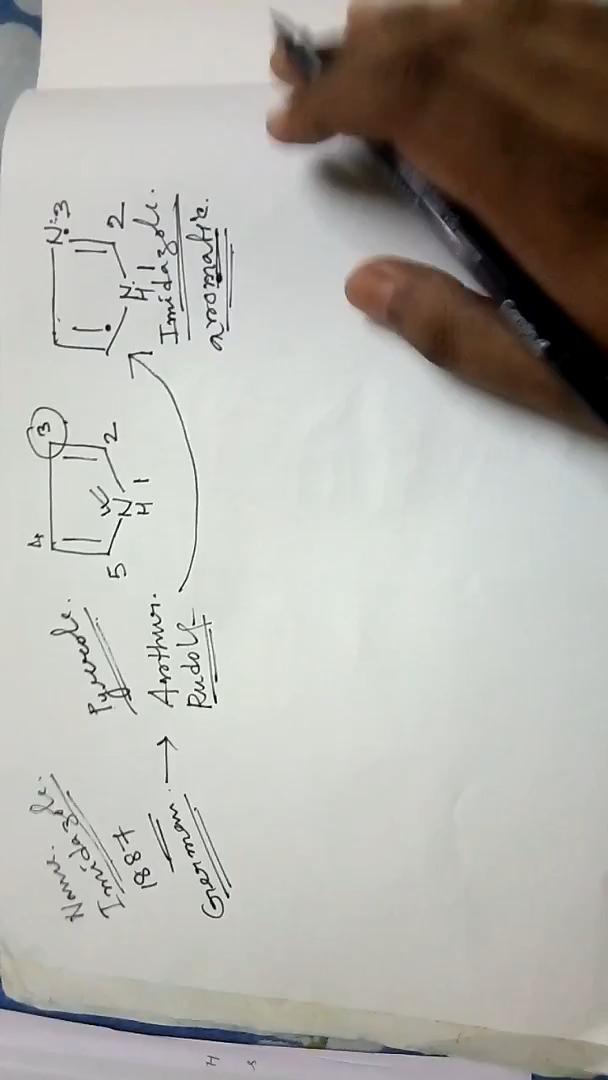 Name.
Imidazole.
1887
German. →
Pyrrole.
Arthur.
Rudolf
4
3
5
2
N
H
1
N:3
2
N
H
1
Imidazole.
aromatic.